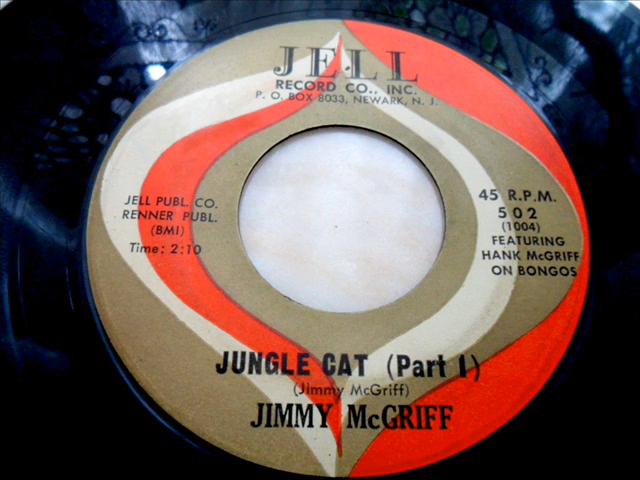 JELL
RECORD CO., INC.
P. O. BOX 8033, NEWARK, N. J.
JELL PUBL. CO.
RENNER PUBL.
(BMI)
Time: 2:10
45 R.P.M.
502
(1004)
FEATURING
HANK McGRIFF
ON BONGOS
JUNGLE CAT (Part I)
(Jimmy McGriff)
JIMMY McGRIFF